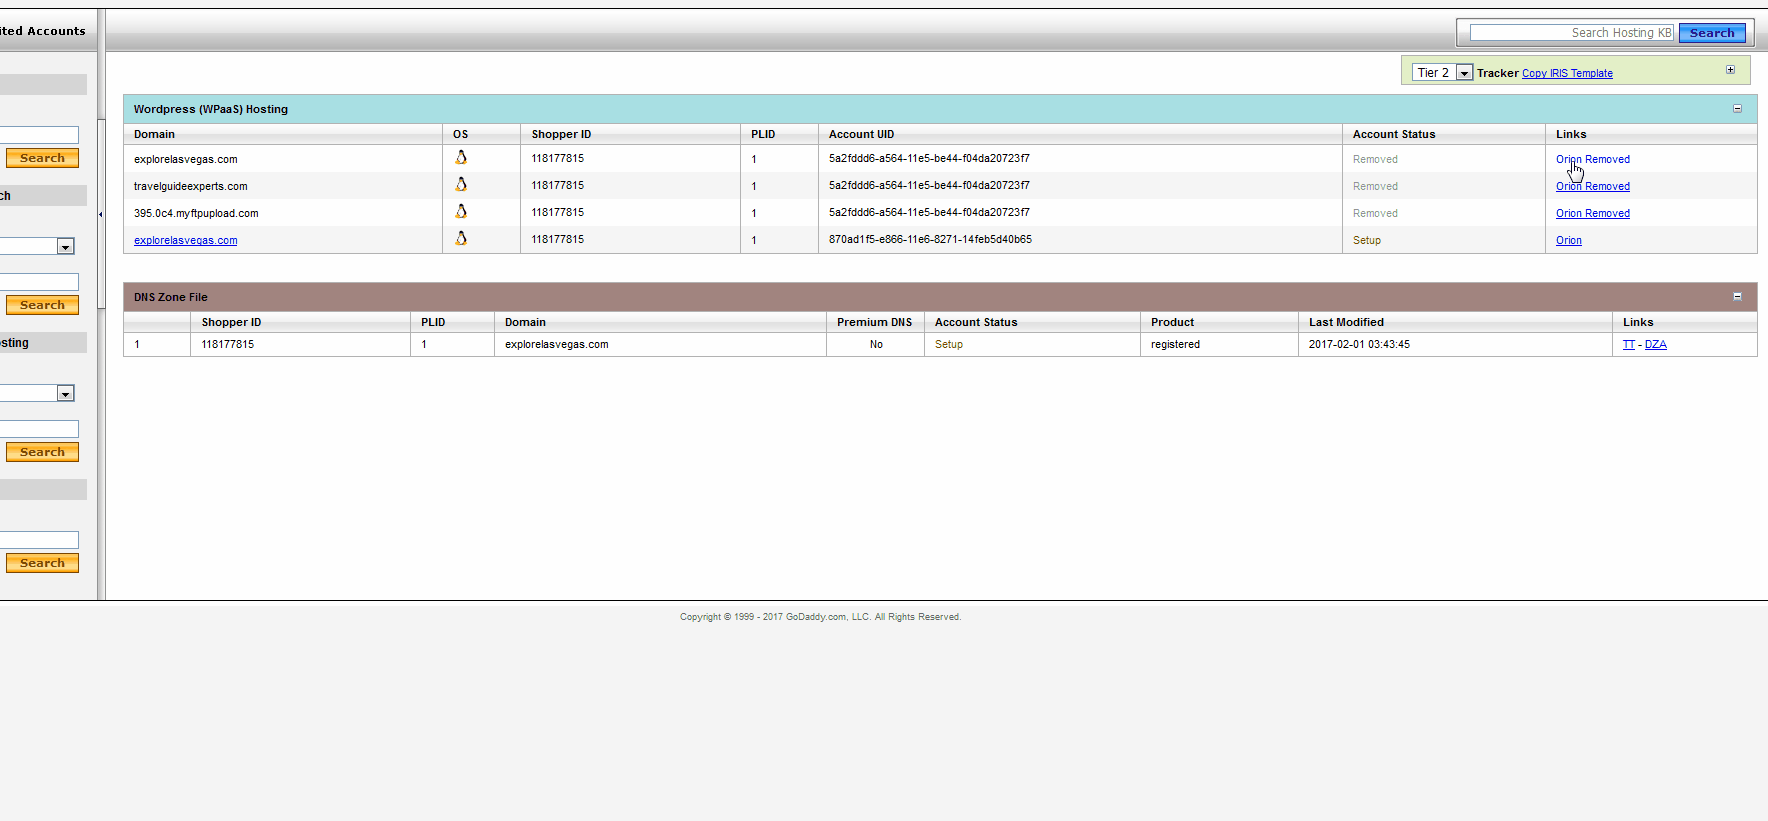 ited Accounts
Search Hosting KB Search
Tier 2 Tracker Copy IRIS Template
Wordpress (WPaaS) Hosting
Domain OS Shopper ID PLID Account UID Account Status Links
explorelasvegas.com 118177815 1 5a2fddd6-a564-11e5-be44-f04da20723f7 Removed Orion Removed
travelguideexperts.com 118177815 1 5a2fddd6-a564-11e5-be44-f04da20723f7 Removed Orion Removed
395.0c4.myftpupload.com 118177815 1 5a2fddd6-a564-11e5-be44-f04da20723f7 Removed Orion Removed
explorelasvegas.com 118177815 1 870ad1f5-e866-11e6-8271-14feb5d40b65 Setup Orion
DNS Zone File
Shopper ID PLID Domain Premium DNS Account Status Product Last Modified Links
1 118177815 1 explorelasvegas.com No Setup registered 2017-02-01 03:43:45 TT - DZA
Search
ch
Search
sting
Search
Search
Copyright © 1999 - 2017 GoDaddy.com, LLC. All Rights Reserved.